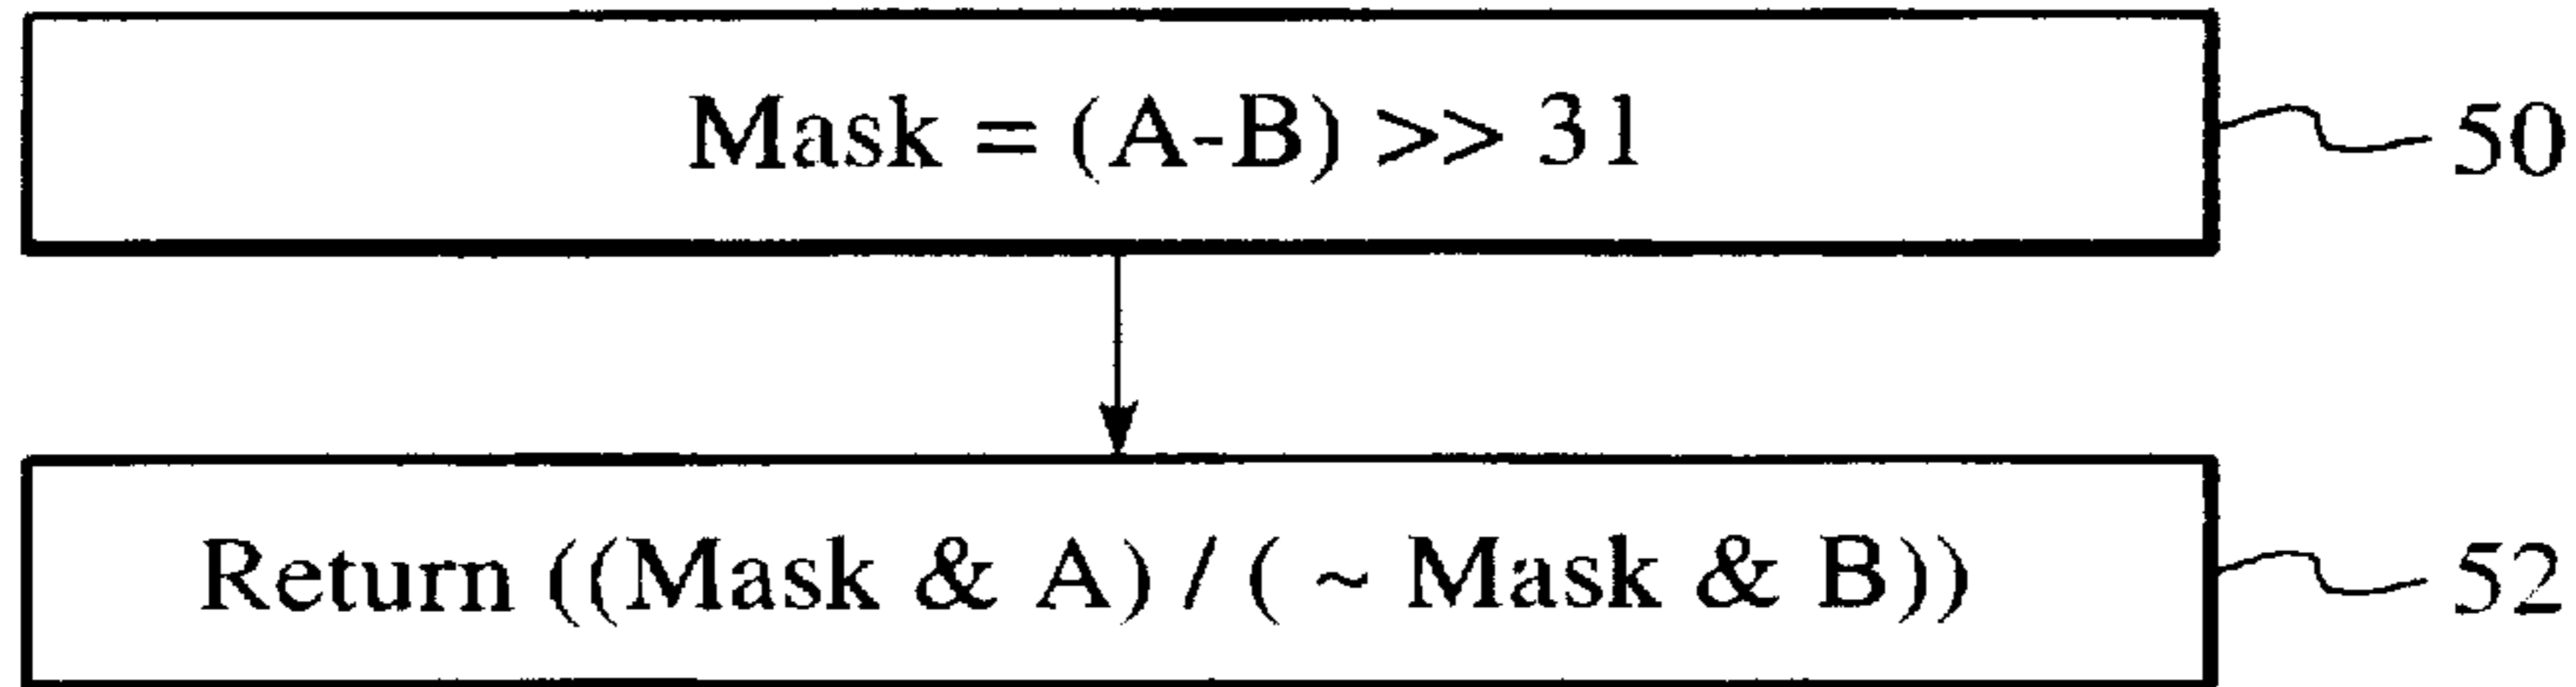 Mask = (A-B) >> 31
50
Return ((Mask & A) / ( ~ Mask & B))
52